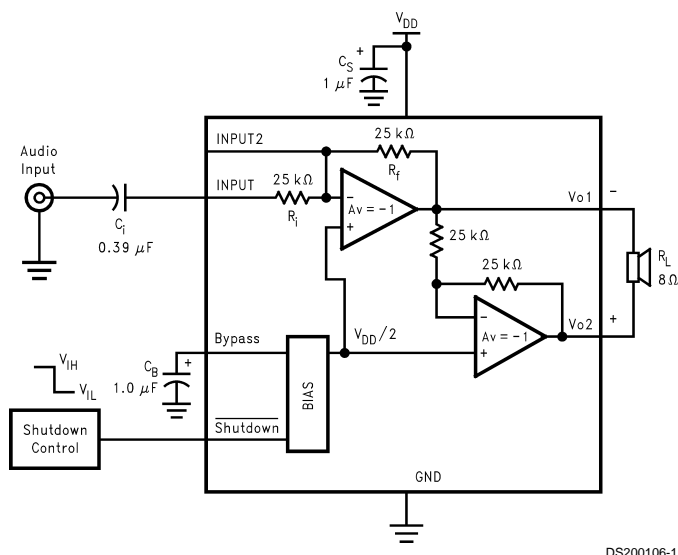 V_DD
C_S
+
1 μF
INPUT2
25 kΩ
R_f
Audio
Input
INPUT
25 kΩ
R_i
C_i
0.39 μF
−
Av = −1
+
Vo1
−
25 kΩ
25 kΩ
R_L
8Ω
−
Av = −1
+
Vo2
+
Bypass
V_DD/2
C_B
+
1.0 μF
BIAS
V_IH
V_IL
Shutdown
Control
Shutdown
GND
DS200106-1